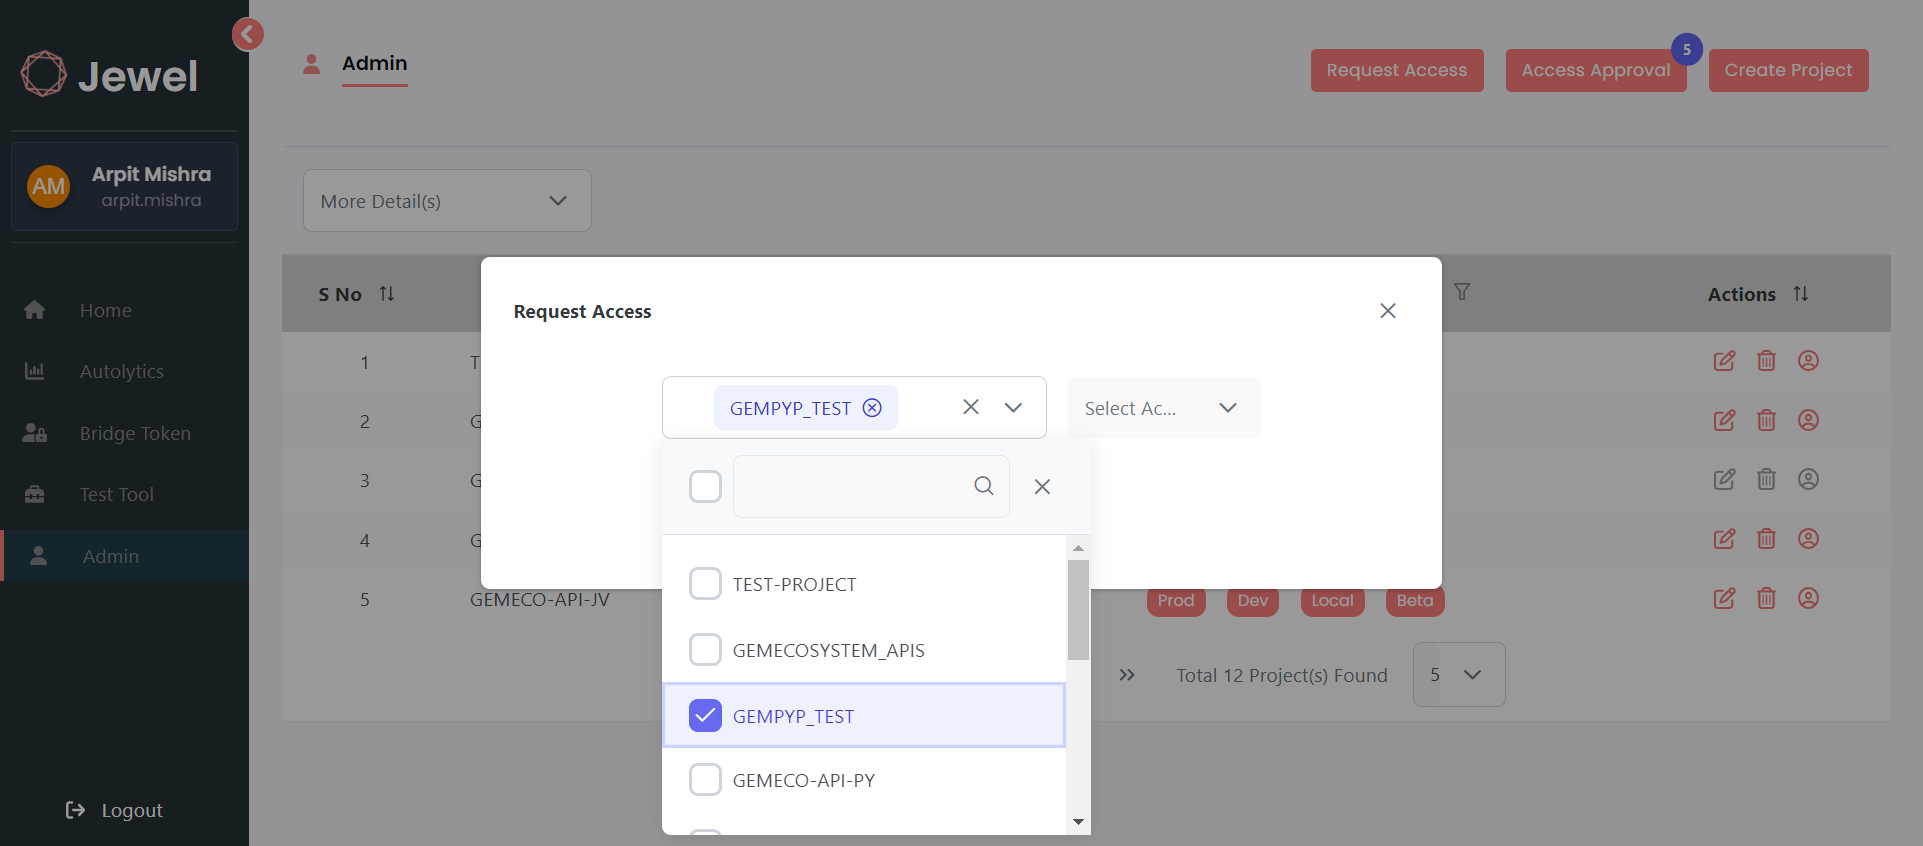 Jewel
AM
Arpit Mishra
arpit.mishra
Home
Autolytics
Bridge Token
Test Tool
Admin
Logout
Admin
Request Access
Access Approval
5
Create Project
More Detail(s)
S No
Actions
1
T
2
G
3
G
4
G
5
GEMECO-API-JV
Prod
Dev
Local
Beta
Total 12 Project(s) Found
5
Request Access
GEMPYP_TEST
Select Ac...
TEST-PROJECT
GEMECOSYSTEM_APIS
GEMPYP_TEST
GEMECO-API-PY